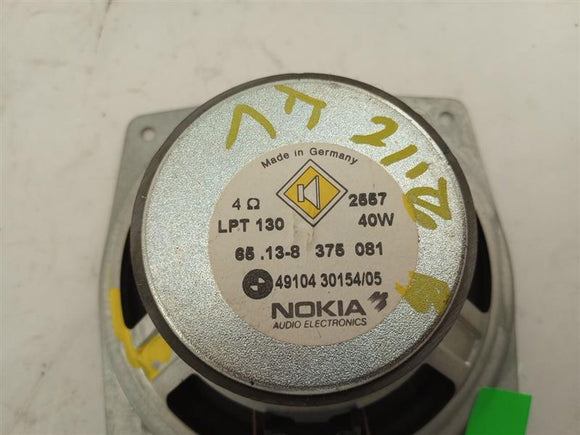 Made in Germany
4 Ω 2557
LPT 130 40W
65 .13-8 375 081
49104 30154/05
NOKIA
AUDIO ELECTRONICS